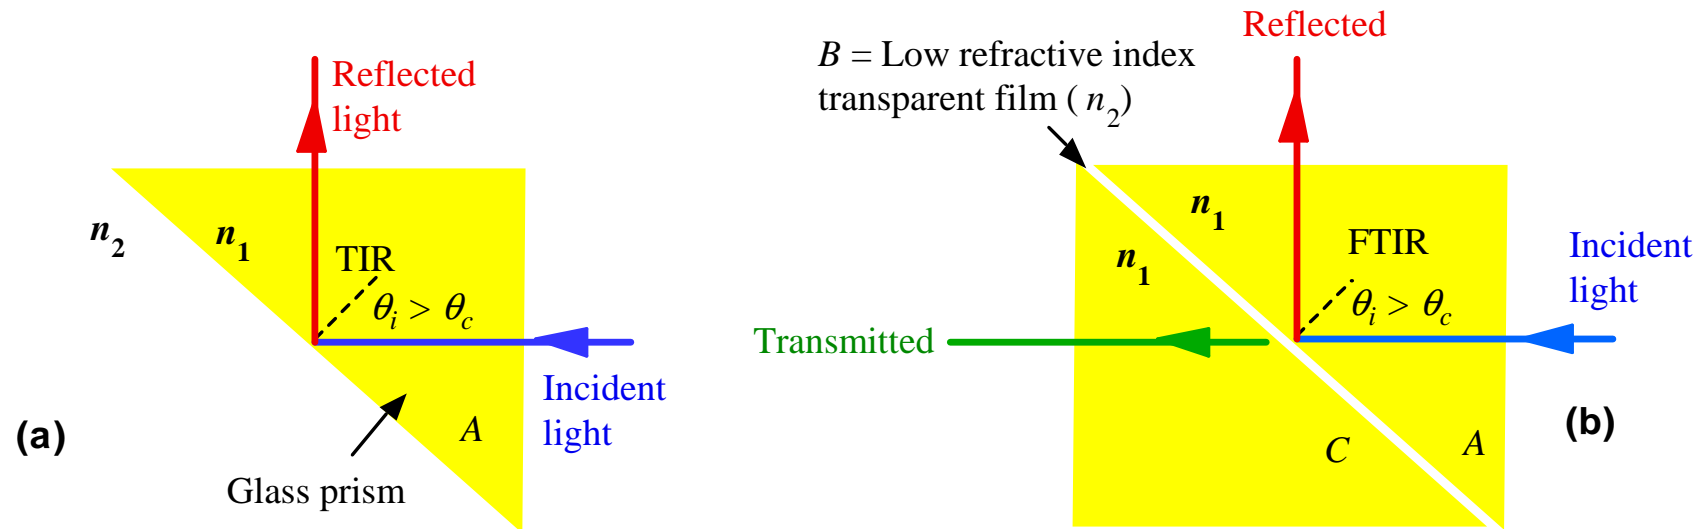 Reflected
light
n2
n1
TIR
θi > θc
Incident
light
A
Glass prism
(a)
Reflected
B = Low refractive index
transparent film ( n2)
n1
n1
FTIR
θi > θc
Incident
light
Transmitted
C
A
(b)